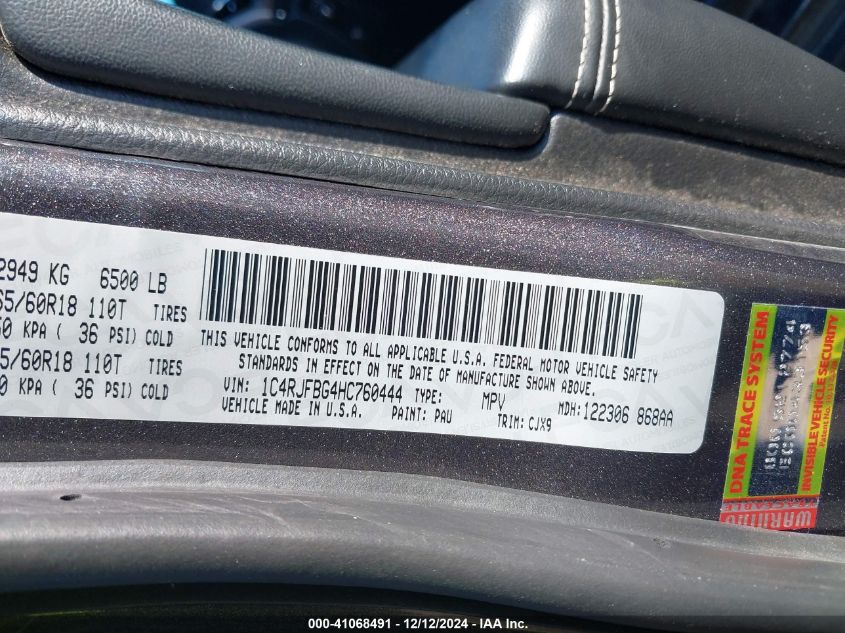 2949 KG 6500 LB
65/60R18 110T TIRES
50 KPA ( 36 PSI) COLD
5/60R18 110T TIRES
0 KPA ( 36 PSI) COLD
THIS VEHICLE CONFORMS TO ALL APPLICABLE U.S.A. FEDERAL MOTOR VEHICLE SAFETY
STANDARDS IN EFFECT ON THE DATE OF MANUFACTURE SHOWN ABOVE.
VIN: 1C4RJFBG4HC760444 TYPE: MPV MDH:122306 868AA
VEHICLE MADE IN U.S.A. PAINT: PAU TRIM: CJX9
DNA TRACE SYSTEM
INVISIBLE VEHICLE SECURITY
WARNING
TRACEABLE
000-41068491 - 12/12/2024 - IAA Inc.